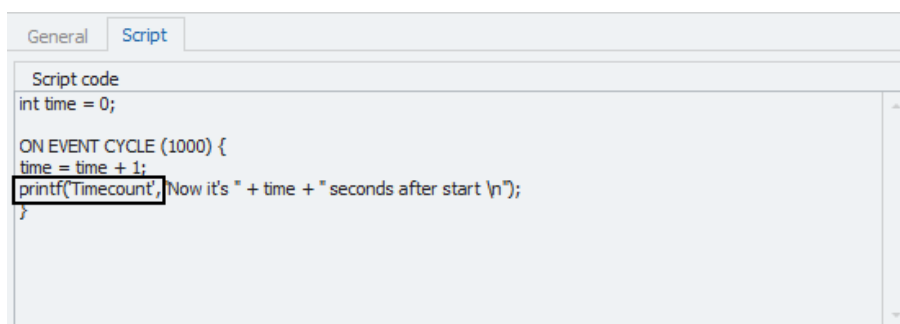 General Script
Script code
int time = 0;
ON EVENT CYCLE (1000) {
time = time + 1;
printf('Timecount', "Now it's " + time + " seconds after start \n");
}